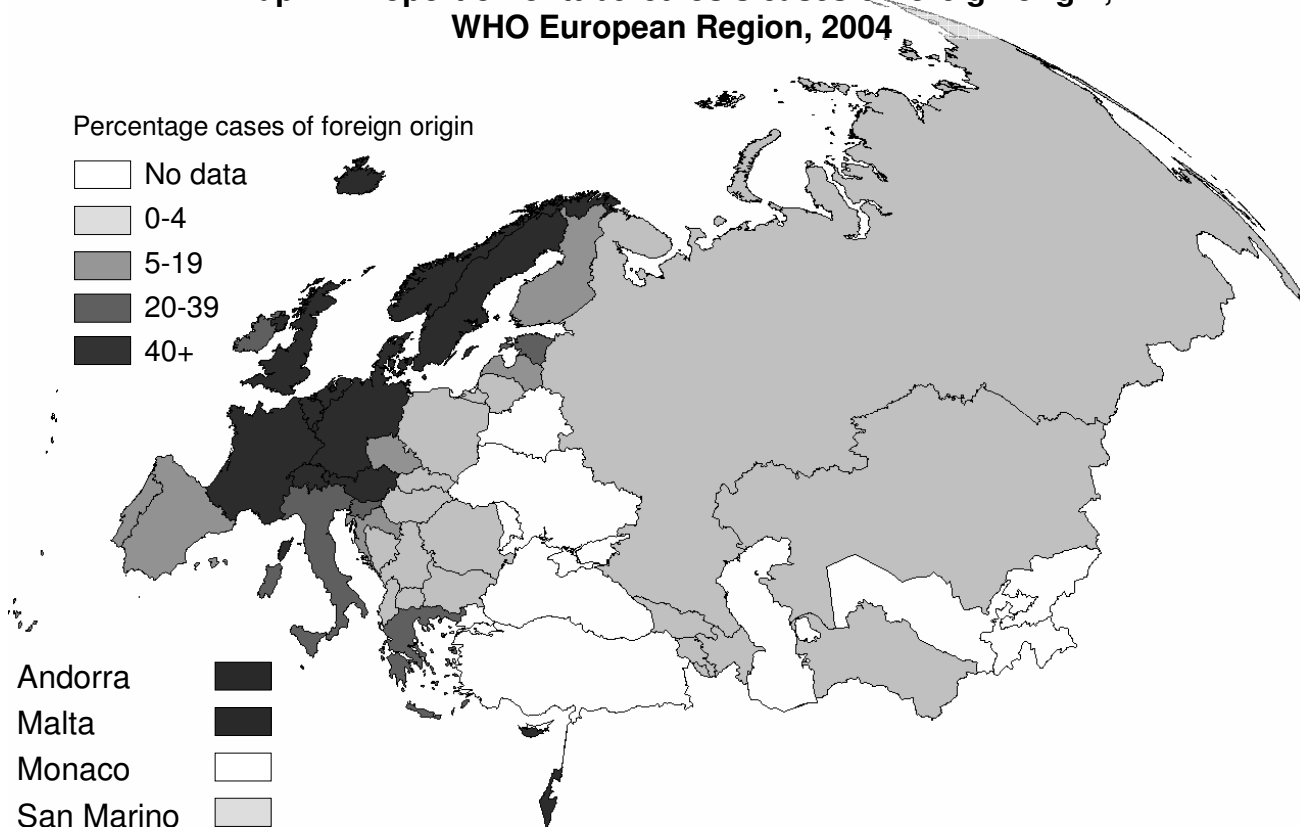 WHO European Region, 2004
Percentage cases of foreign origin
No data
0-4
5-19
20-39
40+
Andorra
Malta
Monaco
San Marino